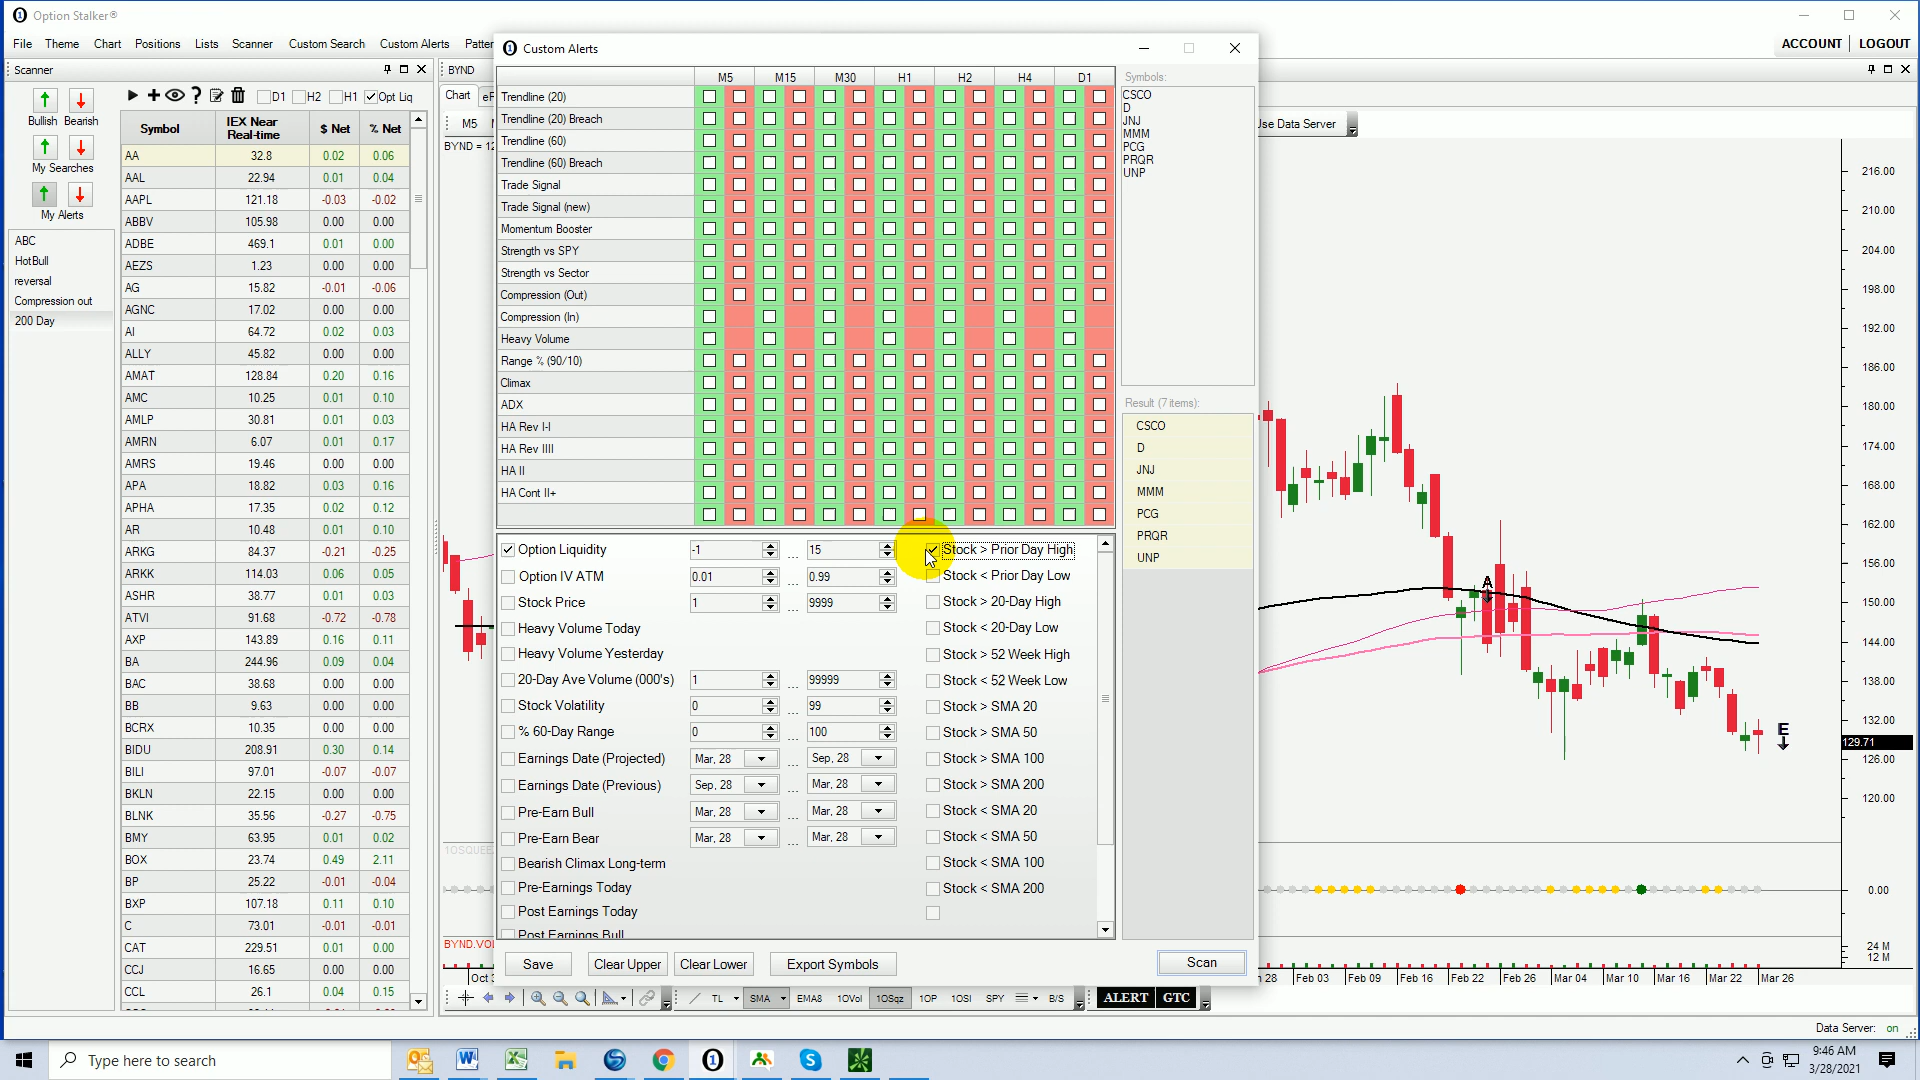 Option Stalker®
File Theme Chart Positions Lists Scanner Custom Search Custom Alerts Patter
ACCOUNT LOGOUT
Scanner
Bullish Bearish
My Searches
My Alerts
ABC
HotBull
reversal
Compression out
200 Day
D1 H2 H1 Opt Liq
Symbol IEX Near Real-time $ Net % Net
AA 32.8 0.02 0.06
AAL 22.94 0.01 0.04
AAPL 121.18 -0.03 -0.02
ABBV 105.98 0.00 0.00
ADBE 469.1 0.01 0.00
AEZS 1.23 0.00 0.00
AG 15.82 -0.01 -0.06
AGNC 17.02 0.00 0.00
AI 64.72 0.02 0.03
ALLY 45.82 0.00 0.00
AMAT 128.84 0.20 0.16
AMC 10.25 0.01 0.10
AMLP 30.81 0.01 0.03
AMRN 6.07 0.01 0.17
AMRS 19.46 0.00 0.00
APA 18.82 0.03 0.16
APHA 17.35 0.02 0.12
AR 10.48 0.01 0.10
ARKG 84.37 -0.21 -0.25
ARKK 114.03 0.06 0.05
ASHR 38.77 0.01 0.03
ATVI 91.68 -0.72 -0.78
AXP 143.89 0.16 0.11
BA 244.96 0.09 0.04
BAC 38.68 0.00 0.00
BB 9.63 0.00 0.00
BCRX 10.35 0.00 0.00
BIDU 208.91 0.30 0.14
BILI 97.01 -0.07 -0.07
BKLN 22.15 0.00 0.00
BLNK 35.56 -0.27 -0.75
BMY 63.95 0.01 0.02
BOX 23.74 0.49 2.11
BP 25.22 -0.01 -0.04
BXP 107.18 0.11 0.10
C 73.01 -0.01 -0.01
CAT 229.51 0.01 0.00
CCJ 16.65 0.00 0.00
CCL 26.1 0.04 0.15
BYND
Chart
M5
BYND = 12
Custom Alerts
M5 M15 M30 H1 H2 H4 D1
Trendline (20)
Trendline (20) Breach
Trendline (60)
Trendline (60) Breach
Trade Signal
Trade Signal (new)
Momentum Booster
Strength vs SPY
Strength vs Sector
Compression (Out)
Compression (In)
Heavy Volume
Range % (90/10)
Climax
ADX
HA Rev I-I
HA Rev IIII
HA II
HA Cont II+
Symbols:
CSCO
D
JNJ
MMM
PCG
PRQR
UNP
Result (7 items):
CSCO
D
JNJ
MMM
PCG
PRQR
UNP
Option Liquidity -1 ... 15
Option IV ATM 0.01 ... 0.99
Stock Price 1 ... 9999
Heavy Volume Today
Heavy Volume Yesterday
20-Day Ave Volume (000's) 1 ... 99999
Stock Volatility 0 ... 99
% 60-Day Range 0 ... 100
Earnings Date (Projected) Mar, 28 ... Sep, 28
Earnings Date (Previous) Sep, 28 ... Mar, 28
Pre-Earn Bull Mar, 28 ... Mar, 28
Pre-Earn Bear Mar, 28 ... Mar, 28
Bearish Climax Long-term
Pre-Earnings Today
Post Earnings Today
Post Earnings Bull
Stock > Prior Day High
Stock < Prior Day Low
Stock > 20-Day High
Stock < 20-Day Low
Stock > 52 Week High
Stock < 52 Week Low
Stock > SMA 20
Stock > SMA 50
Stock > SMA 100
Stock > SMA 200
Stock < SMA 20
Stock < SMA 50
Stock < SMA 100
Stock < SMA 200
Save Clear Upper Clear Lower Export Symbols Scan
Use Data Server
216.00
210.00
204.00
198.00
192.00
186.00
180.00
174.00
168.00
162.00
156.00
150.00
144.00
138.00
132.00
129.71
126.00
120.00
0.00
24 M
12 M
A
E
1OSQUEE
BYND.VO
Oct 28 Feb 03 Feb 09 Feb 16 Feb 22 Feb 26 Mar 04 Mar 10 Mar 16 Mar 22 Mar 26
TL SMA EMA8 1OVol 1OSqz 1OP 1OSI SPY B/S ALERT GTC
Data Server: on
Type here to search
9:46 AM
3/28/2021